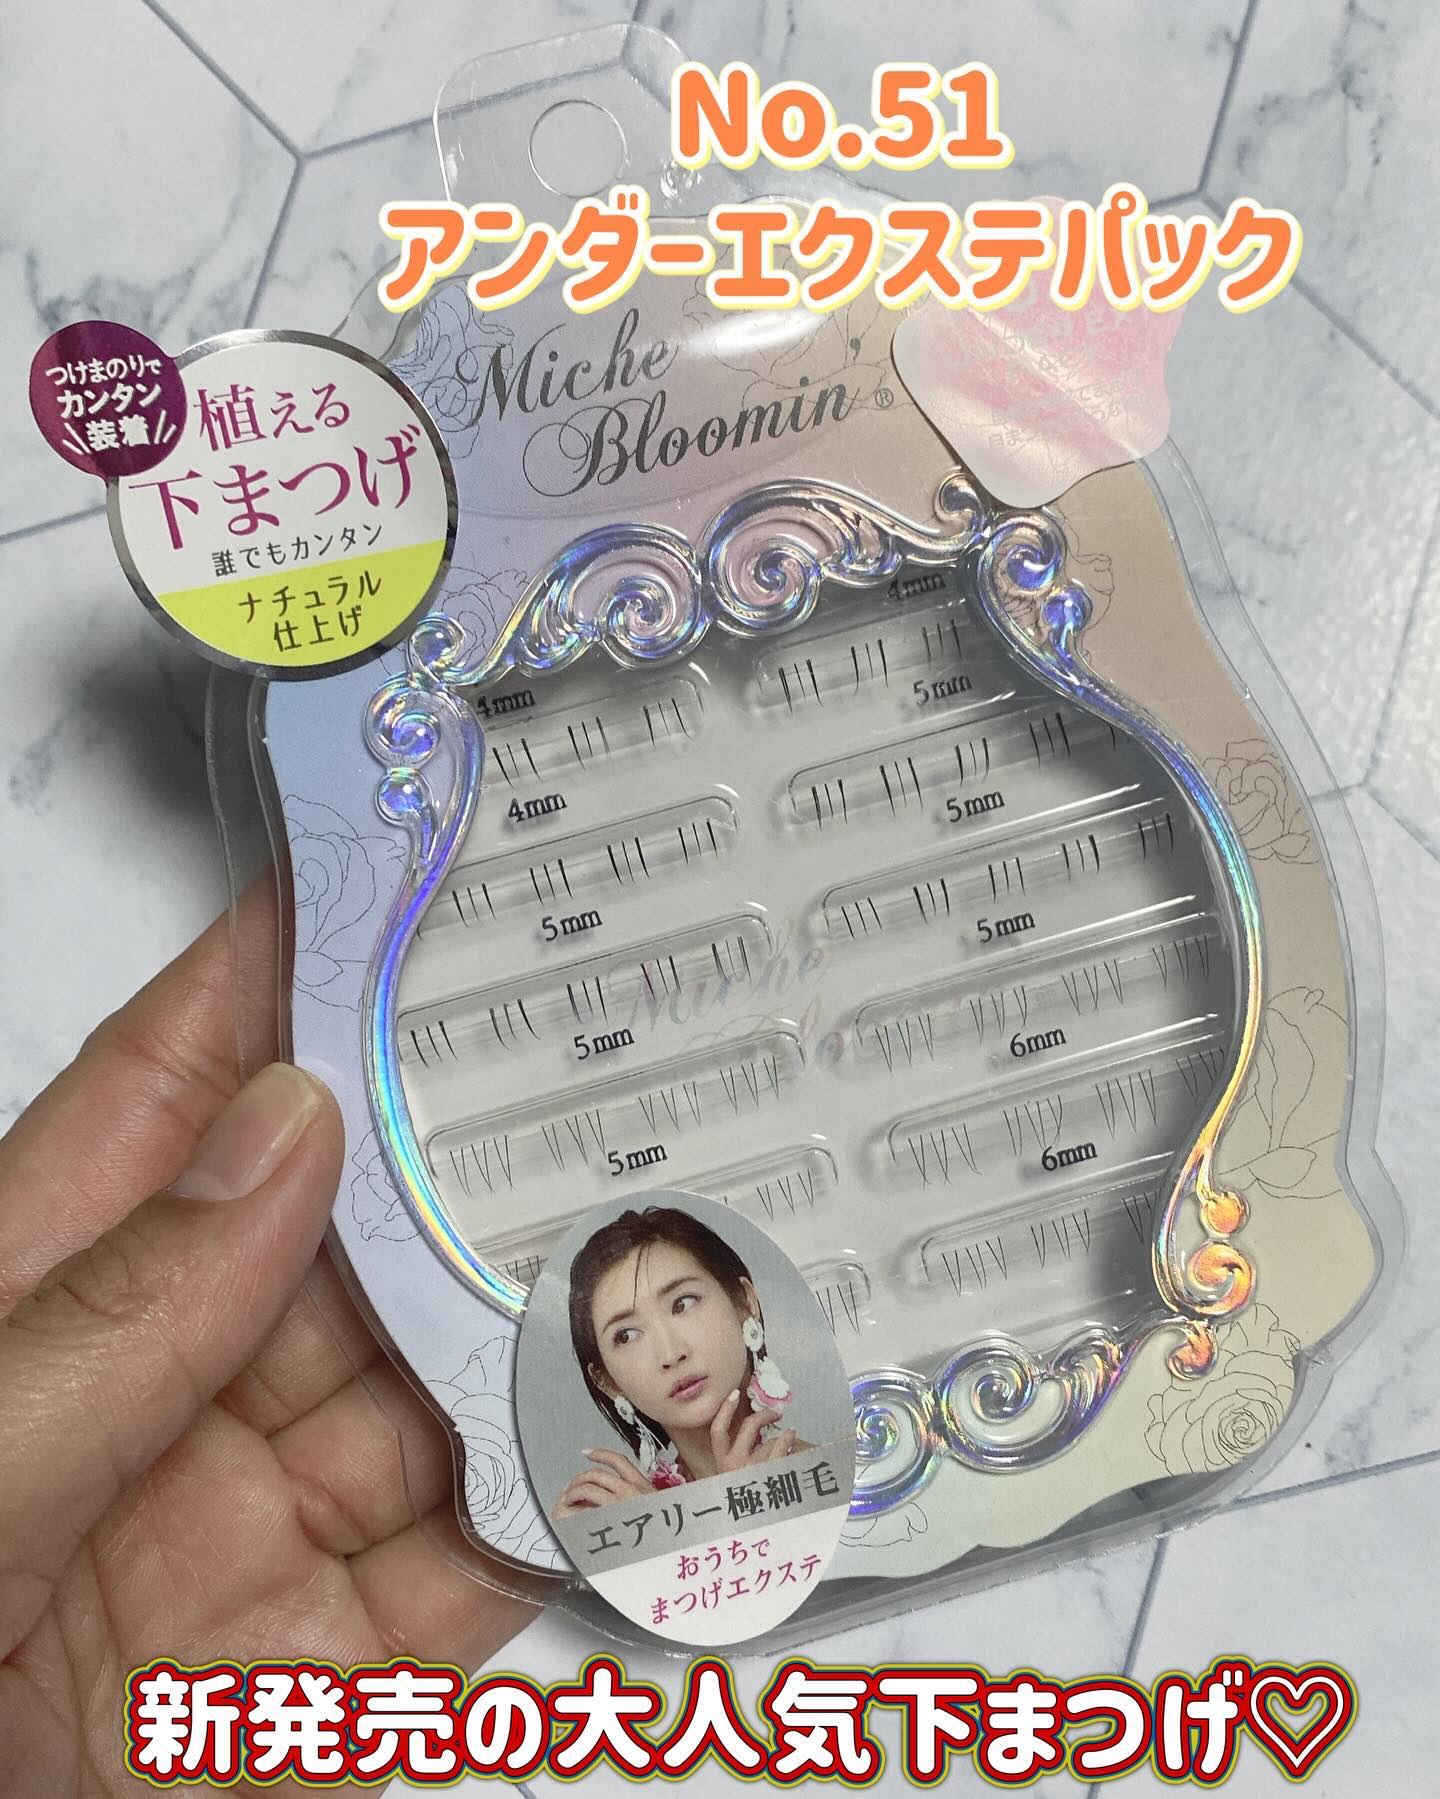 No.51
アンダーエクステパック
Miche
Bloomin'®
つけまのりで
カンタン
\\装着//
植える
下まつげ
誰でもカンタン
ナチュラル
仕上げ
4mm
4mm
5mm
4mm
5mm
5mm
5mm
5mm
6mm
5mm
6mm
Miche
エアリー極細毛
おうちで
まつげエクステ
新発売の大人気下まつげ♡